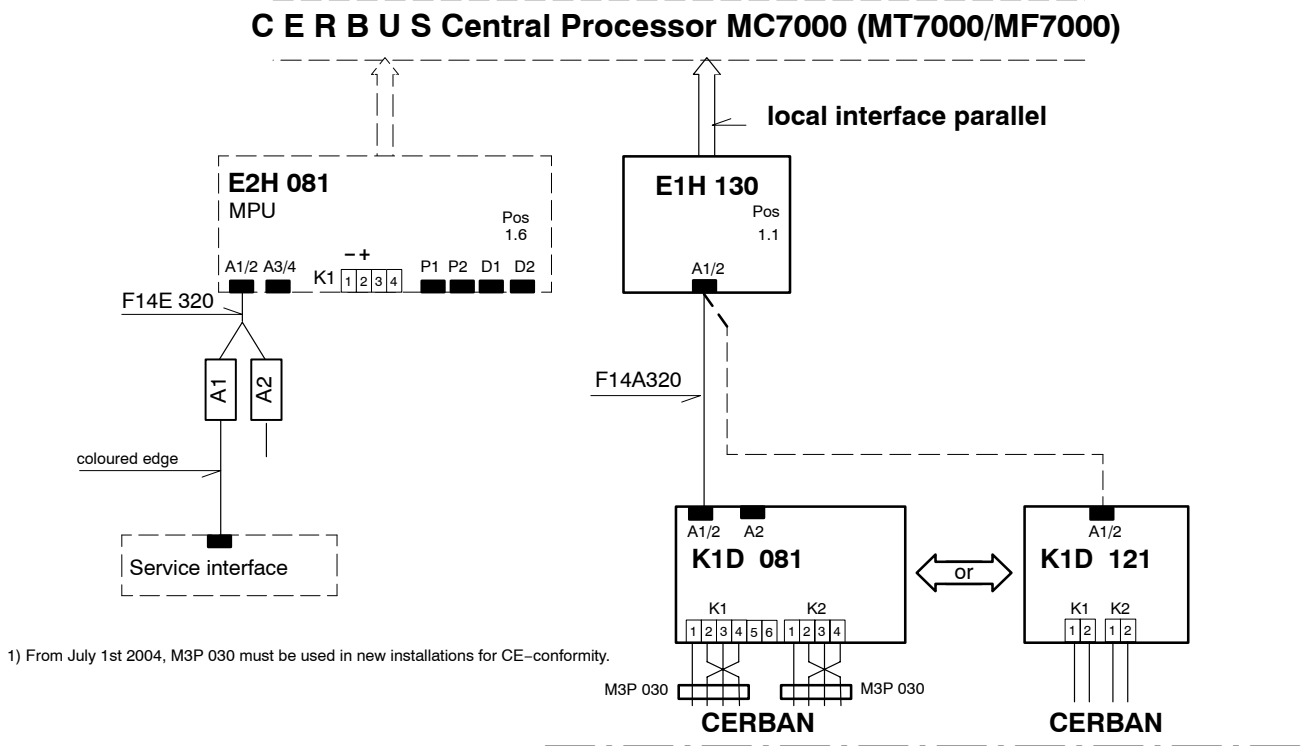 C E R B U S Central Processor MC7000 (MT7000/MF7000)
local interface parallel
E2H 081
MPU
Pos
1.6
− +
A1/2 A3/4 K1 1 2 3 4 P1 P2 D1 D2
E1H 130
Pos
1.1
A1/2
F14E 320
A1 A2
coloured edge
Service interface
F14A320
A1/2 A2
K1D 081
K1 K2
1 2 3 4 5 6 1 2 3 4
or
A1/2
K1D 121
K1 K2
1 2 1 2
1) From July 1st 2004, M3P 030 must be used in new installations for CE−conformity.
M3P 030 M3P 030
CERBAN CERBAN